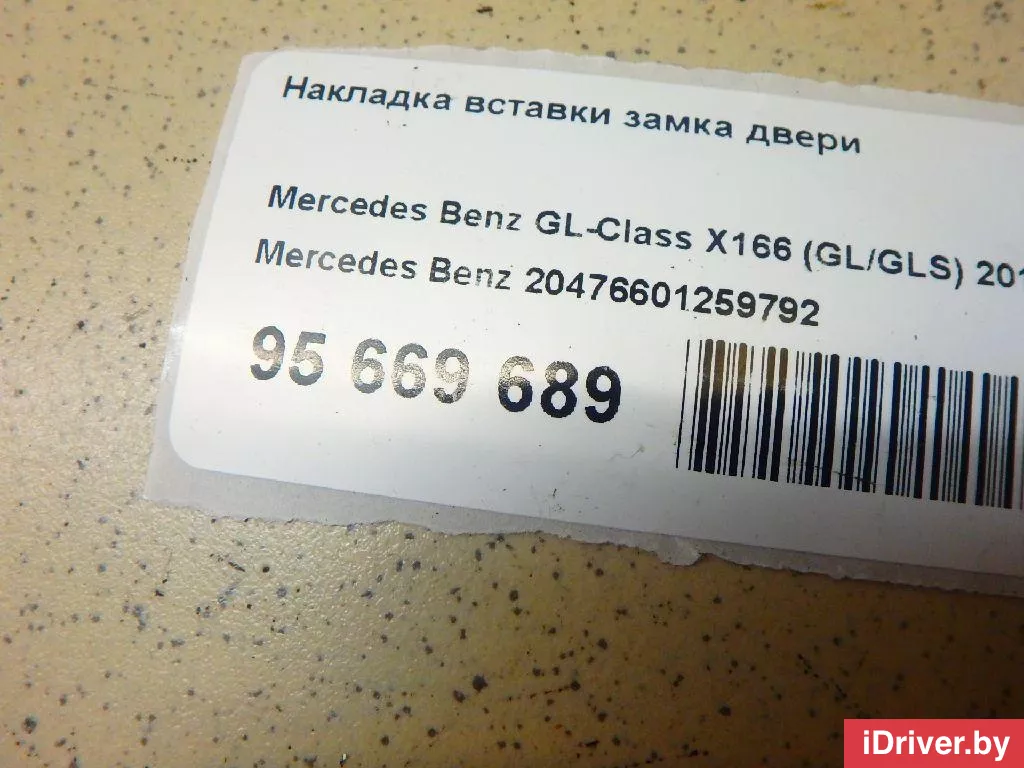 Накладка вставки замка двери
Mercedes Benz GL-Class X166 (GL/GLS)
Mercedes Benz 20476601259792
95 669 689
iDriver.by